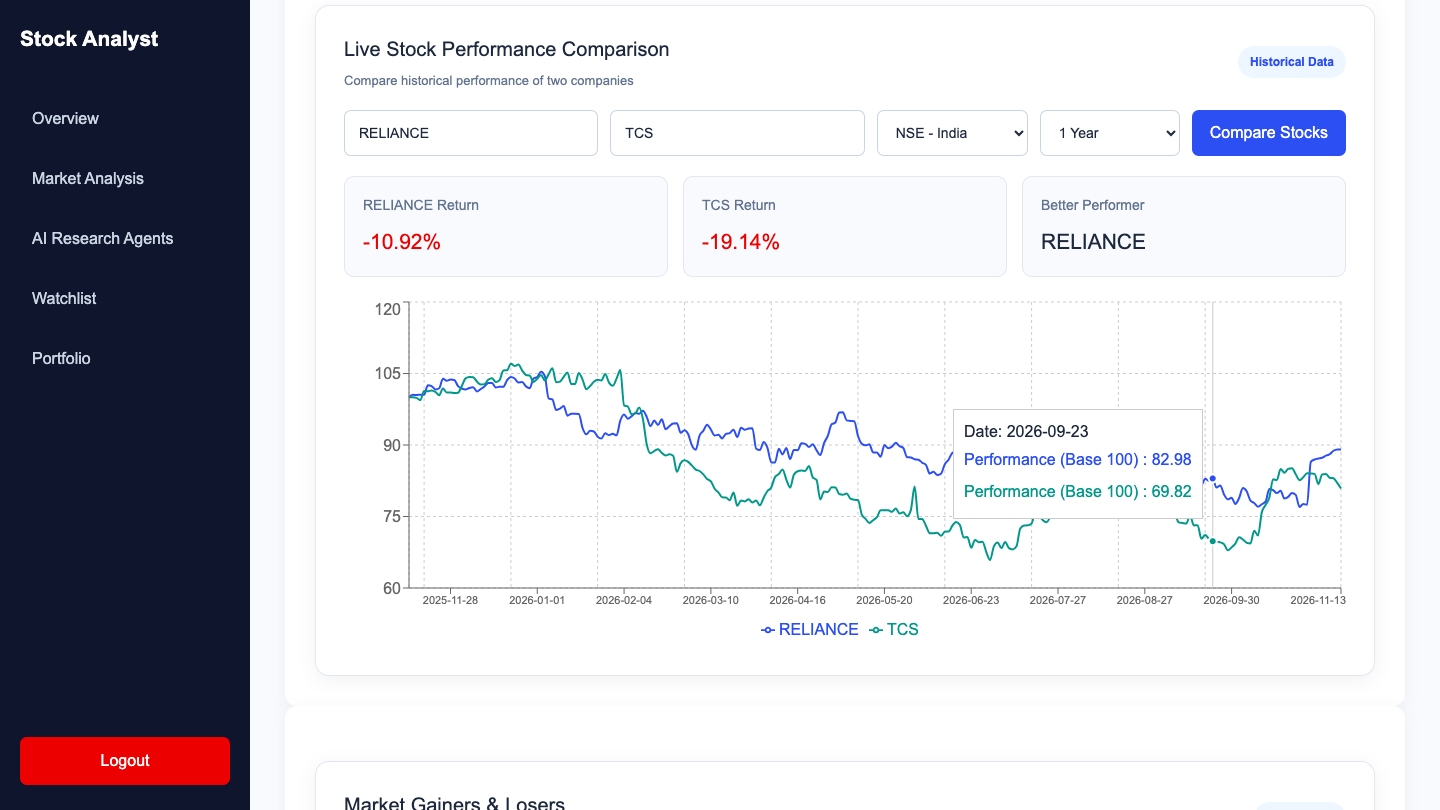 Stock Analyst
Overview
Market Analysis
AI Research Agents
Watchlist
Portfolio
Logout
Live Stock Performance Comparison
Compare historical performance of two companies
Historical Data
RELIANCE
TCS
NSE - India
1 Year
Compare Stocks
RELIANCE Return
-10.92%
TCS Return
-19.14%
Better Performer
RELIANCE
120
105
90
75
60
Date: 2026-09-23
Performance (Base 100) : 82.98
Performance (Base 100) : 69.82
2025-11-28
2026-01-01
2026-02-04
2026-03-10
2026-04-16
2026-05-20
2026-06-23
2026-07-27
2026-08-27
2026-09-30
2026-11-13
RELIANCE
TCS
Market Gainers & Losers